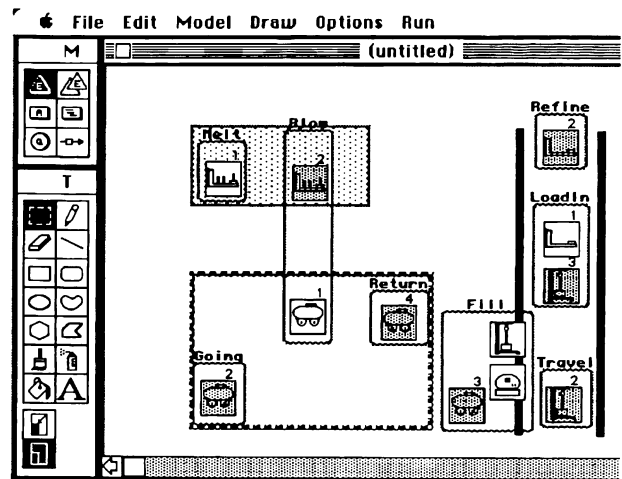 File Edit Model Draw Options Run
M
(untitled)
E
E
A
Q
T
A
Refine
2
Blow
Melt
1
2
Loadin
1
3
Return
4
1
Fill
Going
2
3
Travel
2